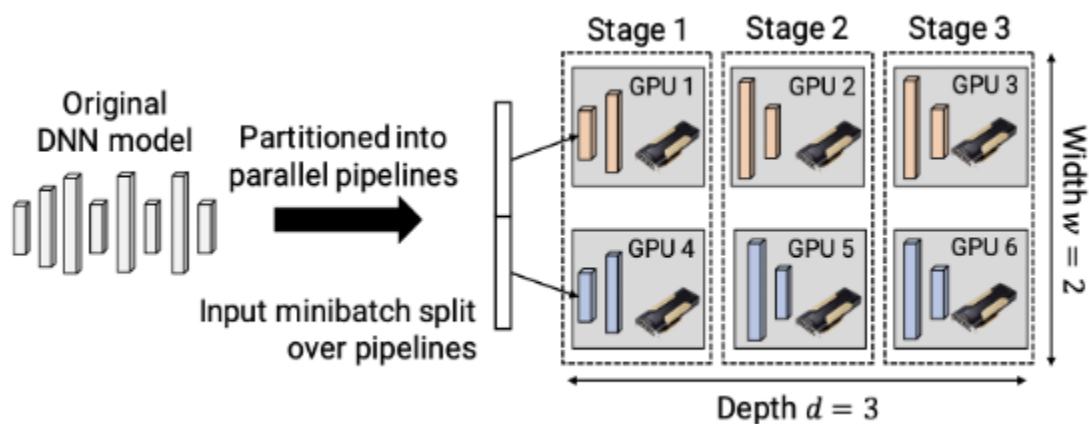 Original
DNN model
Partitioned into
parallel pipelines
Input minibatch split
over pipelines
Stage 1
Stage 2
Stage 3
GPU 1
GPU 2
GPU 3
GPU 4
GPU 5
GPU 6
Width w = 2
Depth d = 3